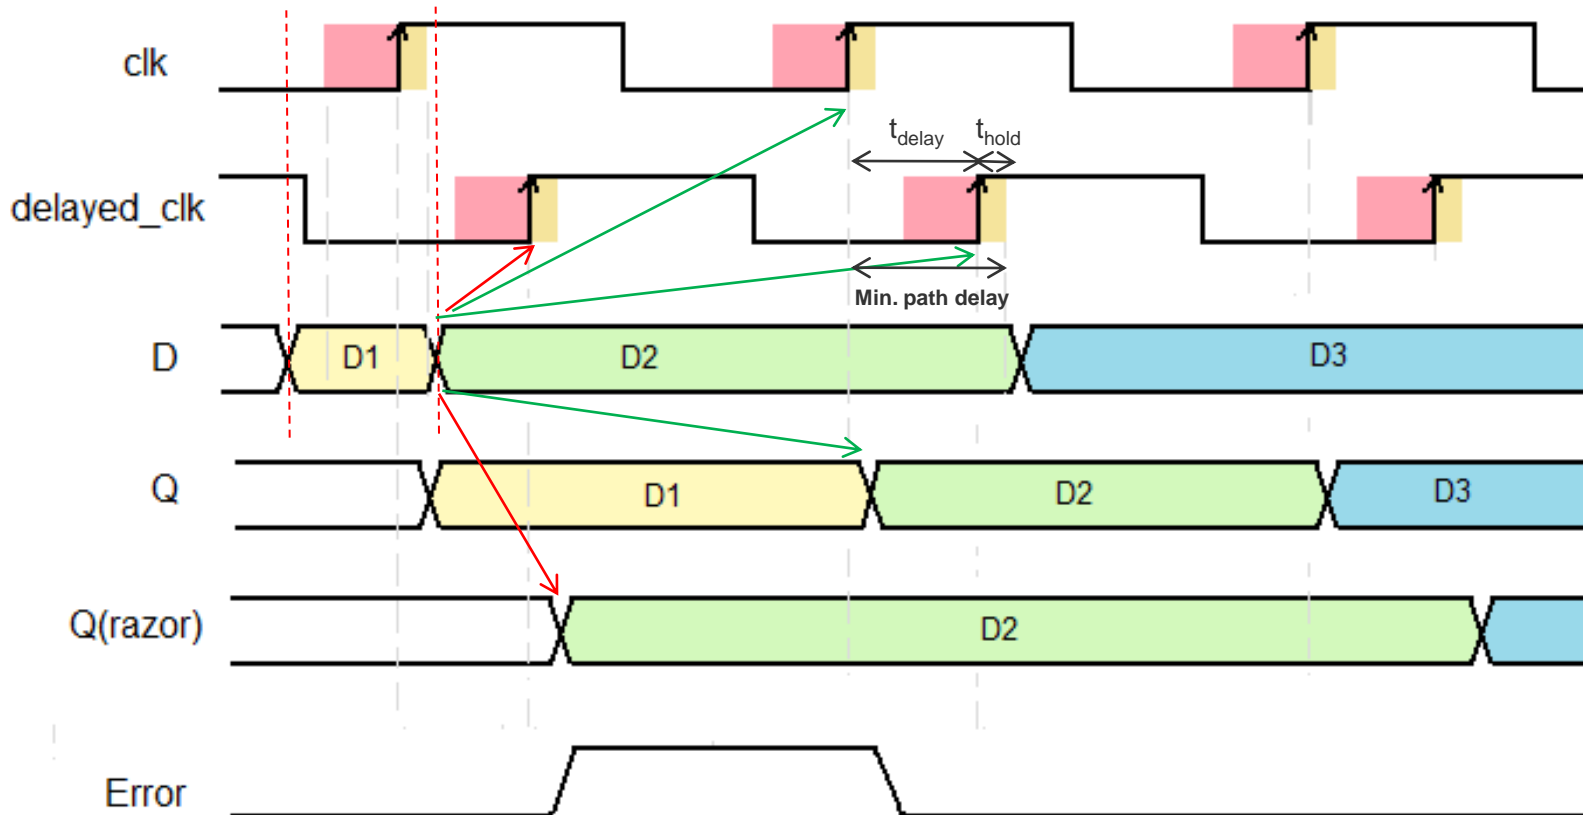 clk
t_delay t_hold
delayed_clk
Min. path delay
D D1 D2 D3
Q D1 D2 D3
Q(razor) D2
Error